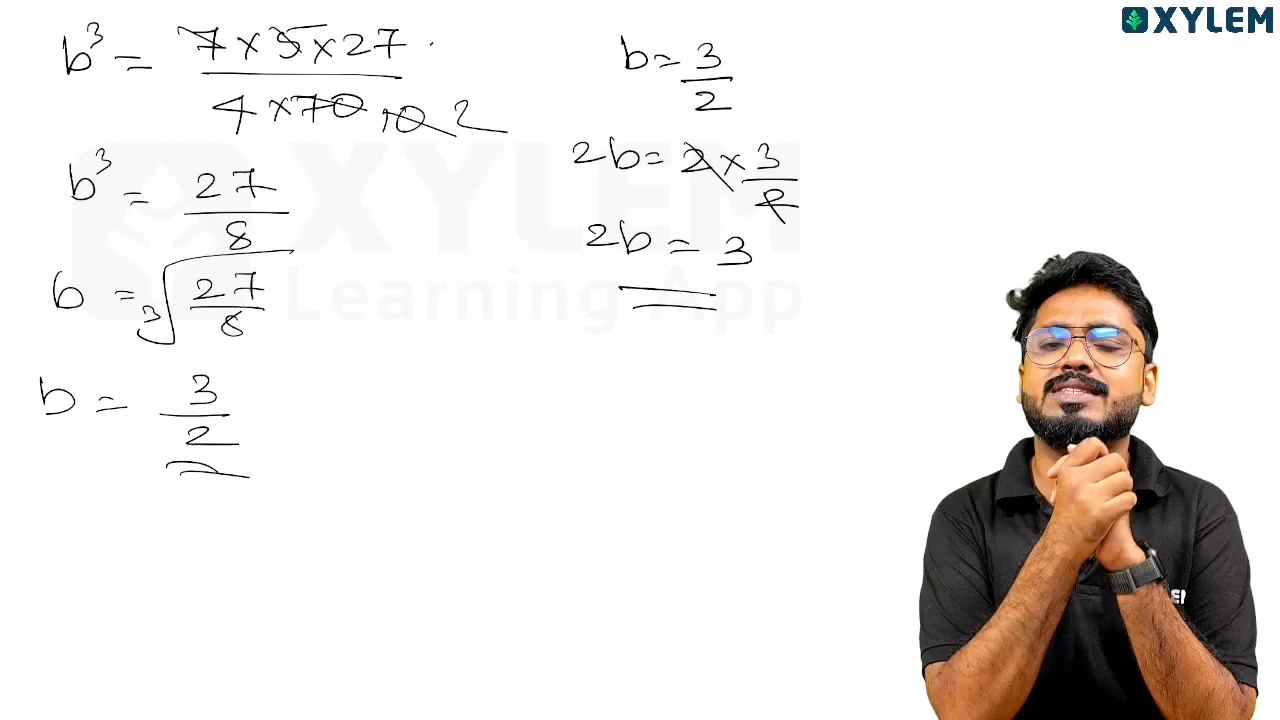 XYLEM
b³ = 7×5×27 / 4×70 10 2
b³ = 27/8
b = ∛27/8
b = 3/2
b = 3/2
2b = 2 × 3/2
2b = 3
XYLEM
Learning App